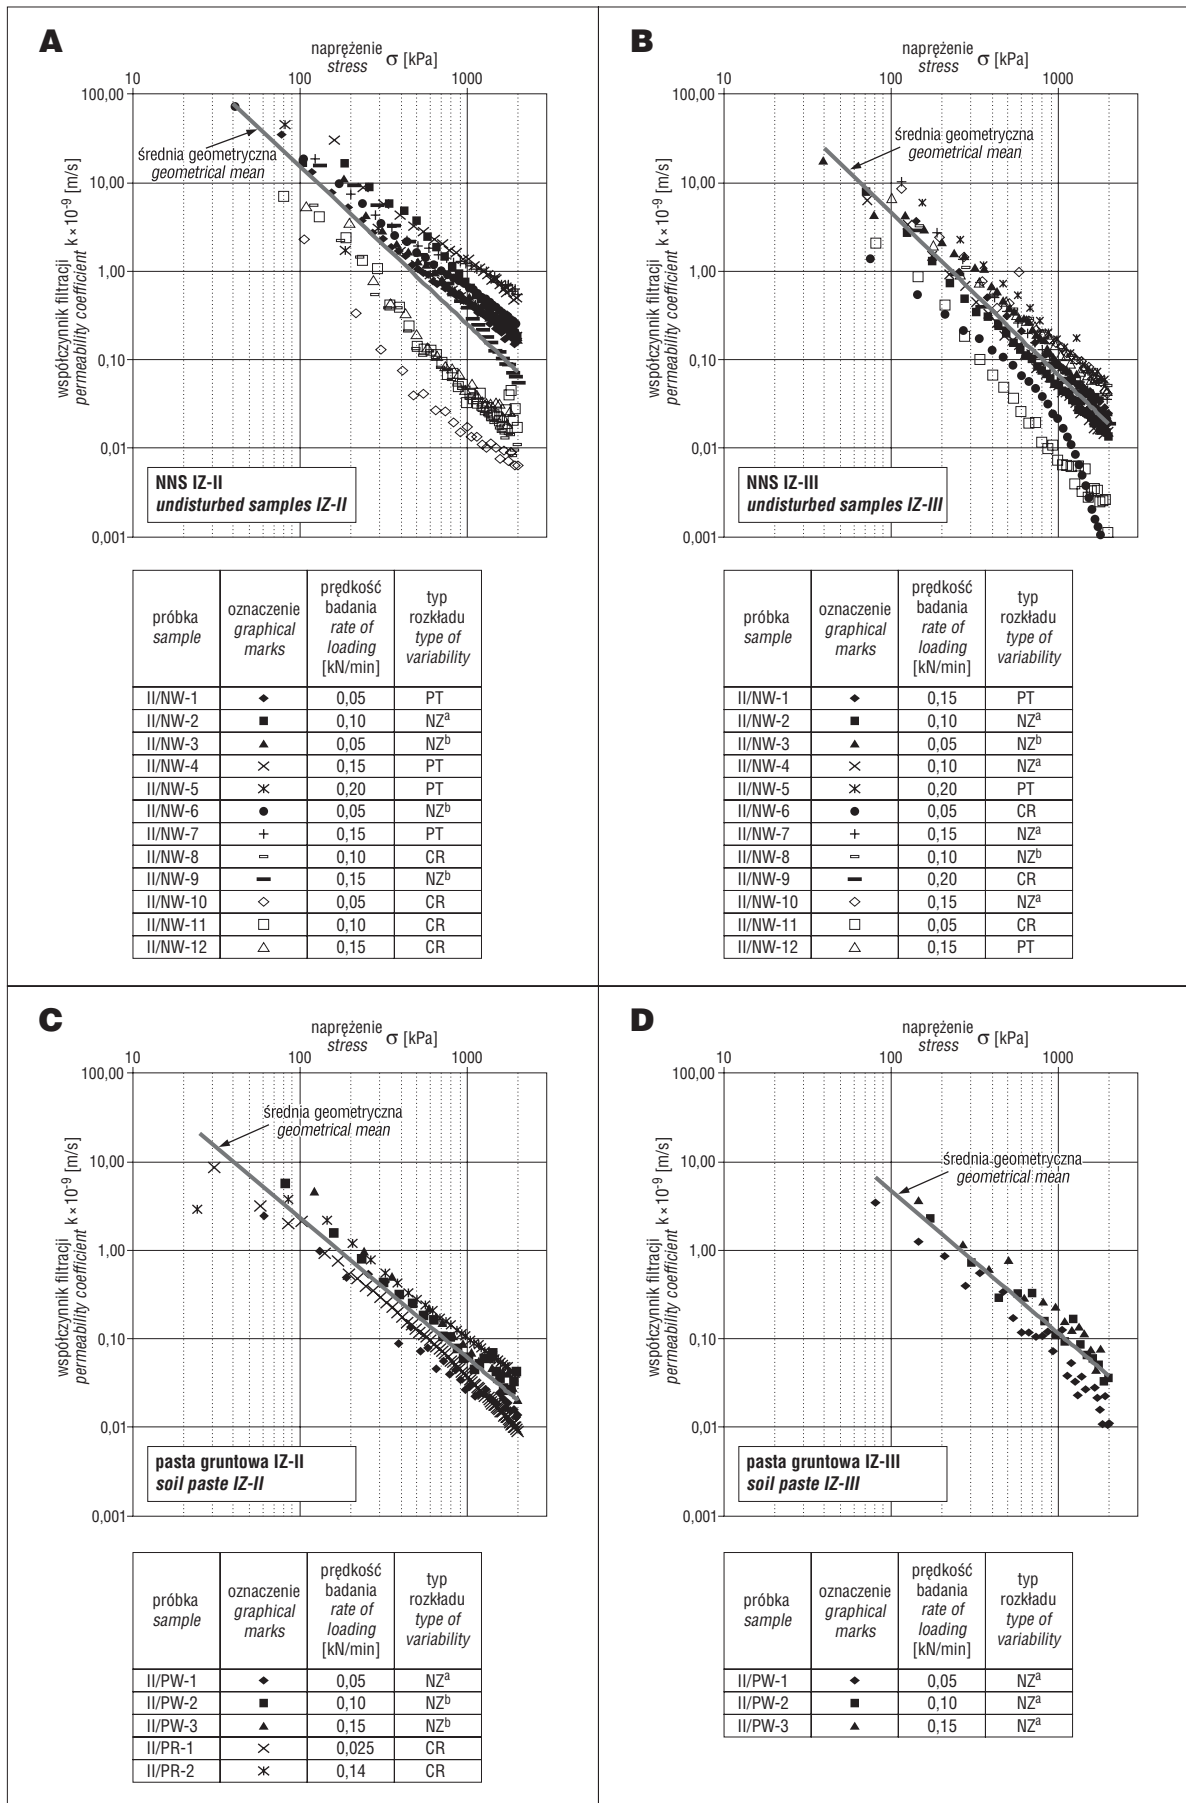 A
naprężenie
stress σ [kPa]
10 100 1000
współczynnik filtracji
permeability coefficient k × 10⁻⁹ [m/s]
100,00
10,00
1,00
0,10
0,01
0,001
średnia geometryczna
geometrical mean
NNS IZ-II
undisturbed samples IZ-II
próbka
sample
oznaczenie
graphical
marks
prędkość
badania
rate of
loading
[kN/min]
typ
rozkładu
type of
variability
II/NW-1 0,05 PT
II/NW-2 0,10 NZᵃ
II/NW-3 0,05 NZᵇ
II/NW-4 0,15 PT
II/NW-5 0,20 PT
II/NW-6 0,05 NZᵇ
II/NW-7 0,15 PT
II/NW-8 0,10 CR
II/NW-9 0,15 NZᵇ
II/NW-10 0,05 CR
II/NW-11 0,10 CR
II/NW-12 0,15 CR
B
naprężenie
stress σ [kPa]
10 100 1000
współczynnik filtracji
permeability coefficient k × 10⁻⁹ [m/s]
100,00
10,00
1,00
0,10
0,01
0,001
średnia geometryczna
geometrical mean
NNS IZ-III
undisturbed samples IZ-III
próbka
sample
oznaczenie
graphical
marks
prędkość
badania
rate of
loading
[kN/min]
typ
rozkładu
type of
variability
II/NW-1 0,15 PT
II/NW-2 0,10 NZᵃ
II/NW-3 0,05 NZᵇ
II/NW-4 0,10 NZᵃ
II/NW-5 0,20 PT
II/NW-6 0,05 CR
II/NW-7 0,15 NZᵃ
II/NW-8 0,10 NZᵇ
II/NW-9 0,20 CR
II/NW-10 0,15 NZᵃ
II/NW-11 0,05 CR
II/NW-12 0,15 PT
C
naprężenie
stress σ [kPa]
10 100 1000
współczynnik filtracji
permeability coefficient k × 10⁻⁹ [m/s]
100,00
10,00
1,00
0,10
0,01
0,001
średnia geometryczna
geometrical mean
pasta gruntowa IZ-II
soil paste IZ-II
próbka
sample
oznaczenie
graphical
marks
prędkość
badania
rate of
loading
[kN/min]
typ
rozkładu
type of
variability
II/PW-1 0,05 NZᵃ
II/PW-2 0,10 NZᵇ
II/PW-3 0,15 NZᵇ
II/PR-1 0,025 CR
II/PR-2 0,14 CR
D
naprężenie
stress σ [kPa]
10 100 1000
współczynnik filtracji
permeability coefficient k × 10⁻⁹ [m/s]
100,00
10,00
1,00
0,10
0,01
0,001
średnia geometryczna
geometrical mean
pasta gruntowa IZ-III
soil paste IZ-III
próbka
sample
oznaczenie
graphical
marks
prędkość
badania
rate of
loading
[kN/min]
typ
rozkładu
type of
variability
II/PW-1 0,05 NZᵃ
II/PW-2 0,10 NZᵃ
II/PW-3 0,15 NZᵃ